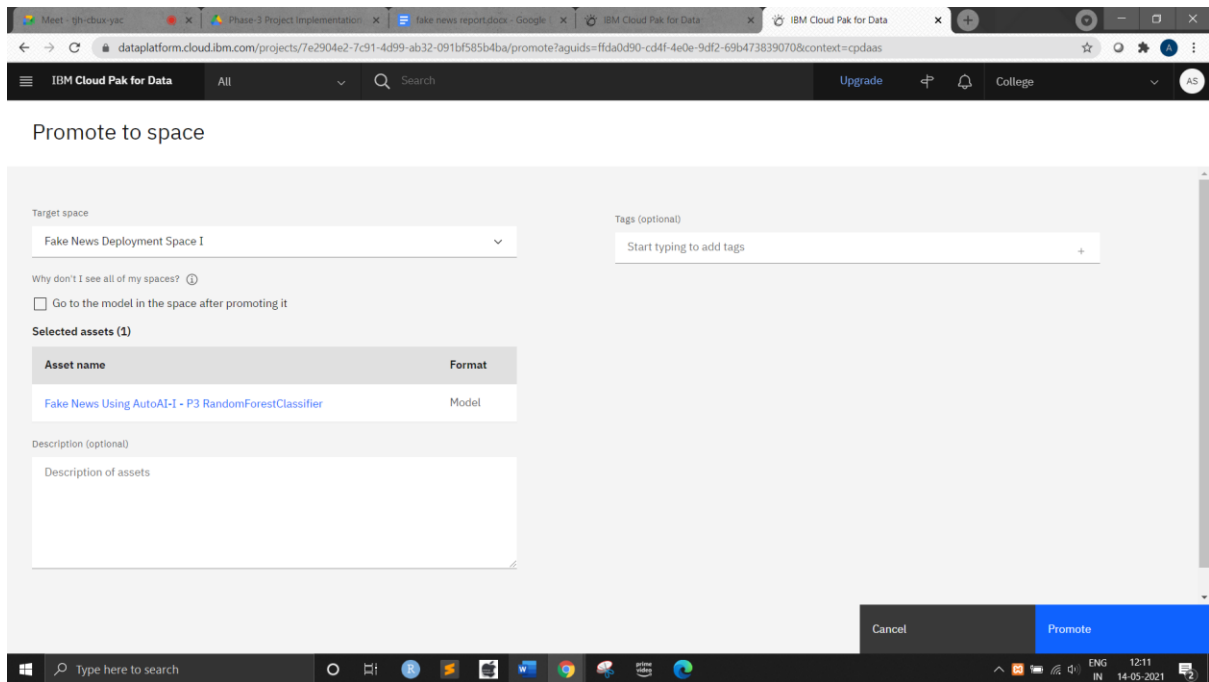 Meet - tjh-cbux-yac
Phase-3 Project Implementation
fake news report.docx - Google
IBM Cloud Pak for Data
IBM Cloud Pak for Data
dataplatform.cloud.ibm.com/projects/7e2904e2-7c91-4d99-ab32-091bf585b4ba/promote?aguids=ffda0d90-cd4f-4e0e-9df2-69b473839070&context=cpdaas
A
IBM Cloud Pak for Data
All
Search
Upgrade
College
AS
Promote to space
Target space
Tags (optional)
Fake News Deployment Space I
Start typing to add tags
Why don't I see all of my spaces?
Go to the model in the space after promoting it
Selected assets (1)
Asset name Format
Fake News Using AutoAI-I - P3 RandomForestClassifier Model
Description (optional)
Description of assets
Cancel
Promote
Type here to search
R
prime video
ENG
IN
12:11
14-05-2021
2